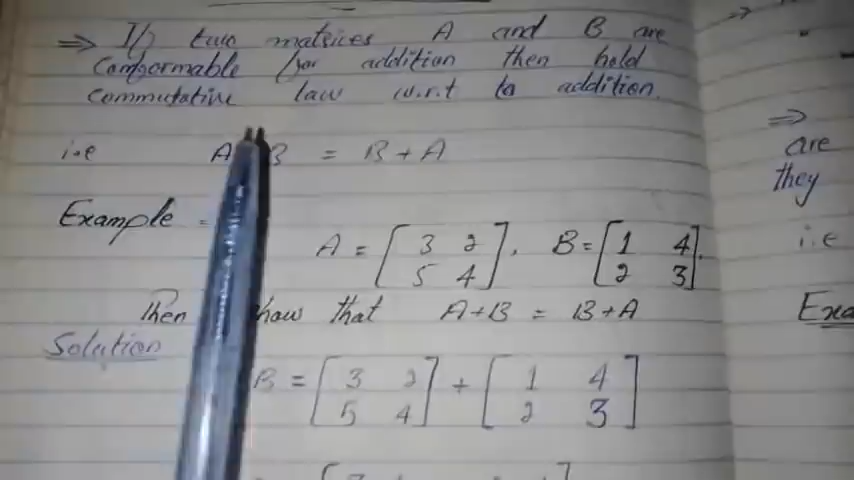 ⇒ If two matrices A and B are
Comformable for addition then hold
Commutative law w.r.t to addition.
i.e A B = B + A
Example =
A = [3 2
5 4], B = [1 4
2 3].
Then how that A+B = B+A
Solution
B = [3 2
5 4] + [1 4
2 3]
⇒
are
they
i.e
Exa